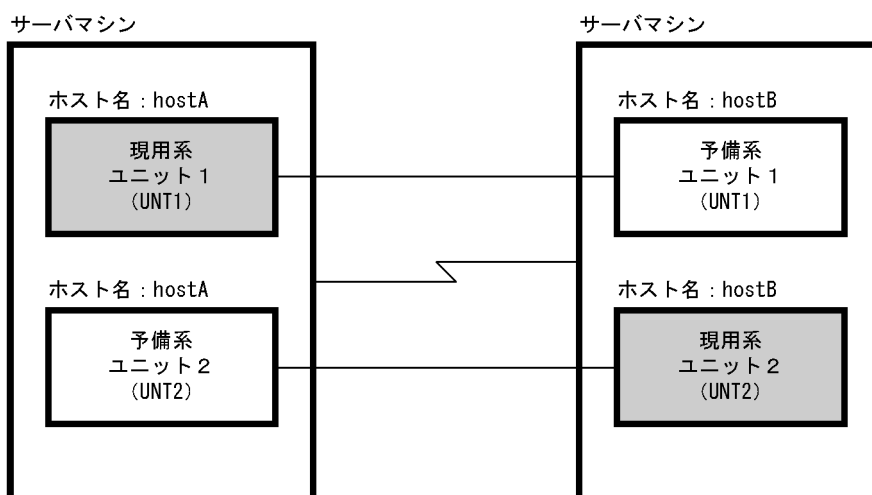 サーバマシン
ホスト名：hostA
現用系
ユニット１
(UNT1)
ホスト名：hostA
予備系
ユニット２
(UNT2)
サーバマシン
ホスト名：hostB
予備系
ユニット１
(UNT1)
ホスト名：hostB
現用系
ユニット２
(UNT2)